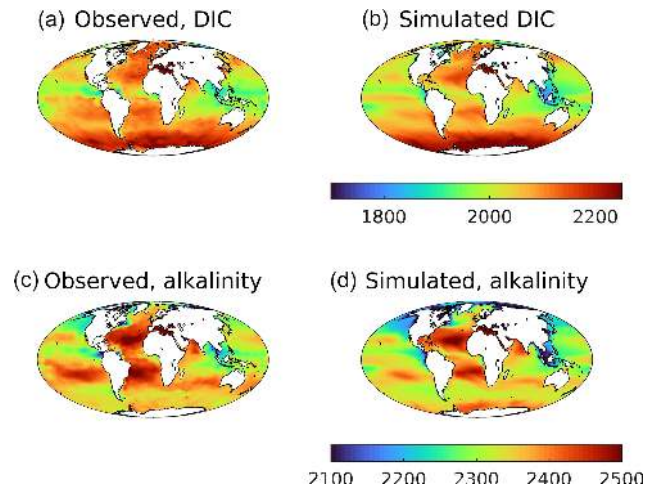 (a) Observed, DIC
(b) Simulated DIC
1800 2000 2200
(c) Observed, alkalinity
(d) Simulated, alkalinity
2100 2200 2300 2400 2500